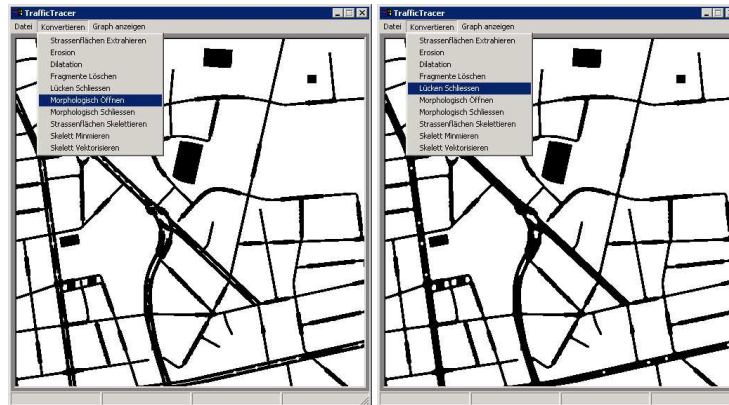 TrafficTracer
Datei Konvertieren Graph anzeigen
Strassenflächen Extrahieren
Erosion
Dilatation
Fragmente Löschen
Lücken Schliessen
Morphologisch Öffnen
Morphologisch Schliessen
Strassenflächen Skelettieren
Skelett Minmieren
Skelett Vektorisieren
TrafficTracer
Datei Konvertieren Graph anzeigen
Strassenflächen Extrahieren
Erosion
Dilatation
Fragmente Löschen
Lücken Schliessen
Morphologisch Öffnen
Morphologisch Schliessen
Strassenflächen Skelettieren
Skelett Minmieren
Skelett Vektorisieren